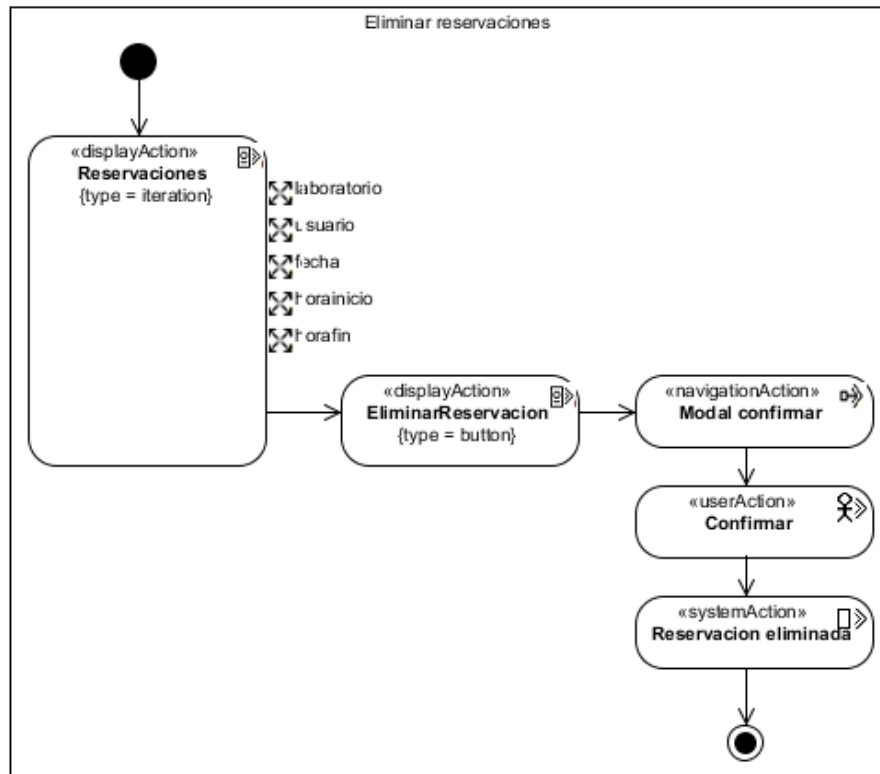 Eliminar reservaciones
«displayAction»
Reservaciones
{type = iteration}
laboratorio
usuario
fecha
horainicio
horafin
«displayAction»
EliminarReservacion
{type = button}
«navigationAction»
Modal confirmar
«userAction»
Confirmar
«systemAction»
Reservacion eliminada